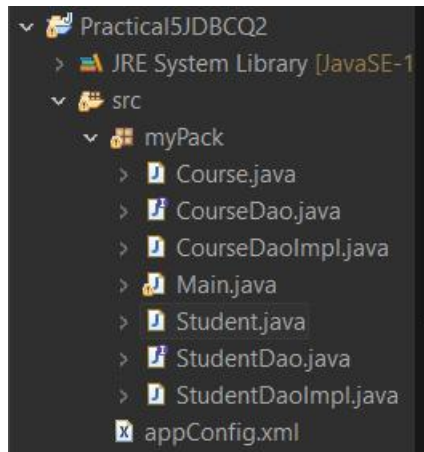 Practical5JDBCQ2
JRE System Library [JavaSE-1
src
myPack
Course.java
CourseDao.java
CourseDaoImpl.java
Main.java
Student.java
StudentDao.java
StudentDaoImpl.java
appConfig.xml